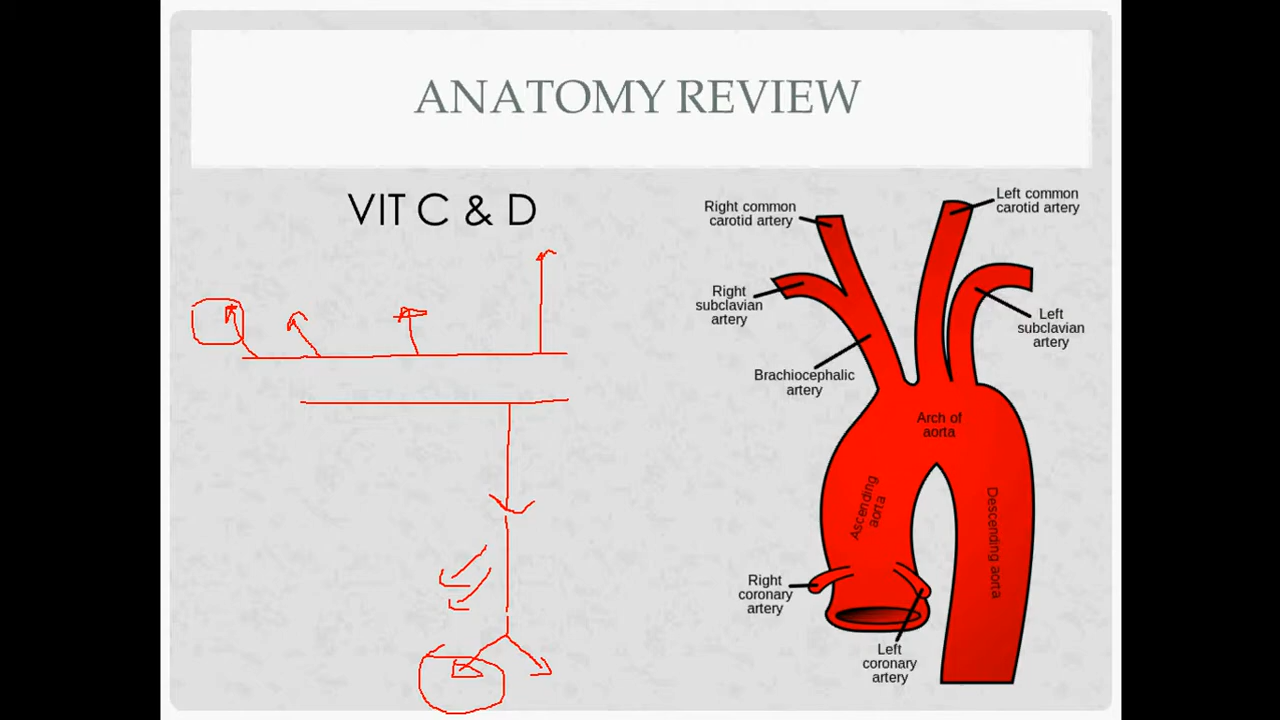 ANATOMY REVIEW
VIT C & D
Right common
carotid artery
Left common
carotid artery
Right
subclavian
artery
Left
subclavian
artery
Brachiocephalic
artery
Arch of
aorta
Ascending
aorta
Descending aorta
Right
coronary
artery
Left
coronary
artery